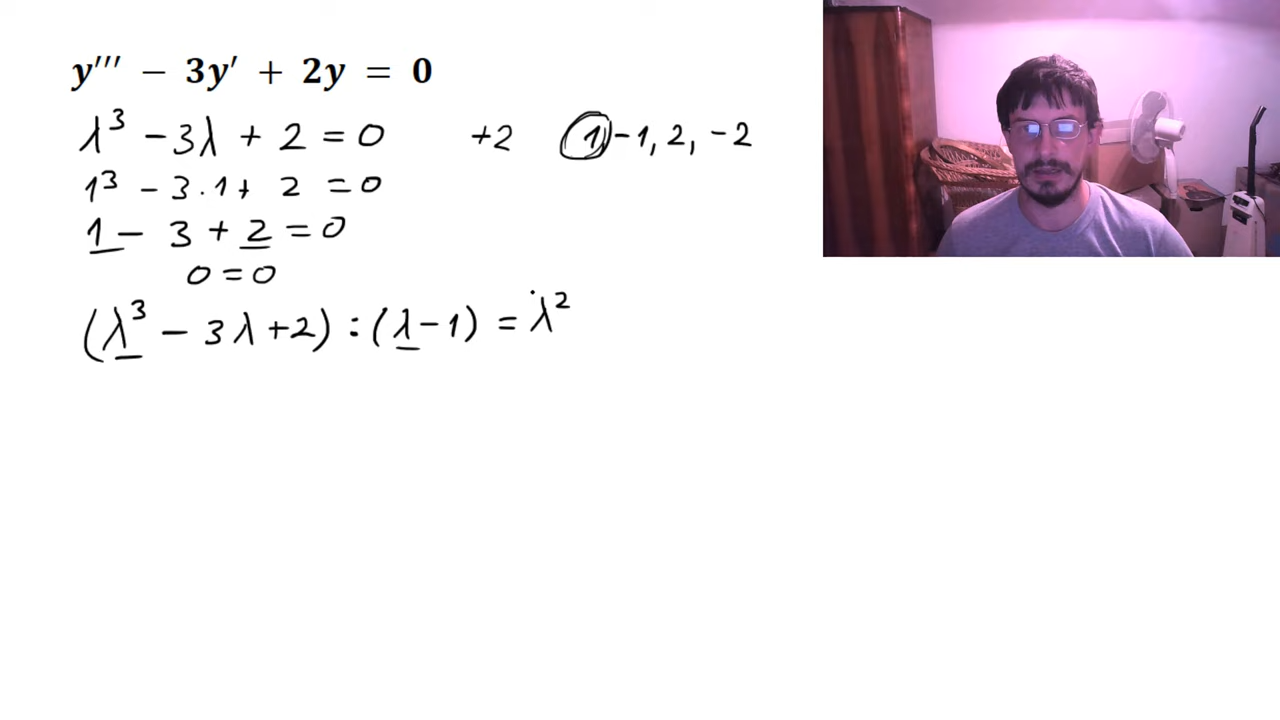 y′′′ − 3y′ + 2y = 0
λ³ − 3λ + 2 = 0 +2 1, −1, 2, −2
1³ − 3·1 + 2 = 0
1 − 3 + 2 = 0
0 = 0
(λ³ − 3λ + 2) : (λ − 1) = λ²